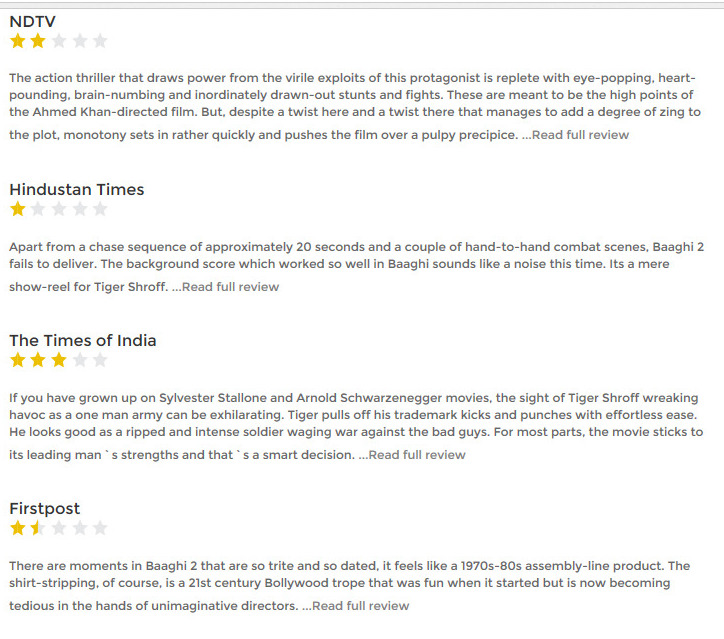 NDTV
The action thriller that draws power from the virile exploits of this protagonist is replete with eye-popping, heart-
pounding, brain-numbing and inordinately drawn-out stunts and fights. These are meant to be the high points of
the Ahmed Khan-directed film. But, despite a twist here and a twist there that manages to add a degree of zing to
the plot, monotony sets in rather quickly and pushes the film over a pulpy precipice. ...Read full review
Hindustan Times
Apart from a chase sequence of approximately 20 seconds and a couple of hand-to-hand combat scenes, Baaghi 2
fails to deliver. The background score which worked so well in Baaghi sounds like a noise this time. Its a mere
show-reel for Tiger Shroff. ...Read full review
The Times of India
If you have grown up on Sylvester Stallone and Arnold Schwarzenegger movies, the sight of Tiger Shroff wreaking
havoc as a one man army can be exhilarating. Tiger pulls off his trademark kicks and punches with effortless ease.
He looks good as a ripped and intense soldier waging war against the bad guys. For most parts, the movie sticks to
its leading man`s strengths and that`s a smart decision. ...Read full review
Firstpost
There are moments in Baaghi 2 that are so trite and so dated, it feels like a 1970s-80s assembly-line product. The
shirt-stripping, of course, is a 21st century Bollywood trope that was fun when it started but is now becoming
tedious in the hands of unimaginative directors. ...Read full review